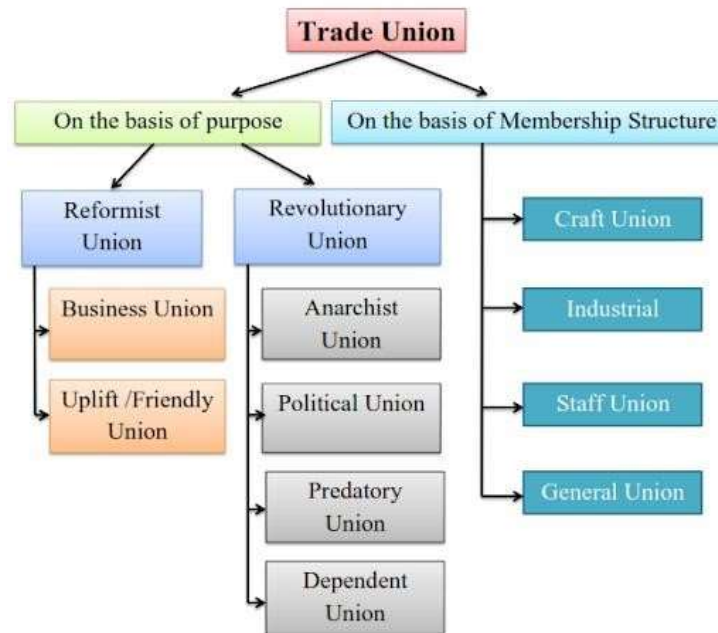 Trade Union
On the basis of purpose
On the basis of Membership Structure
Reformist
Union
Business Union
Uplift /Friendly
Union
Revolutionary
Union
Anarchist
Union
Political Union
Predatory
Union
Dependent
Union
Craft Union
Industrial
Staff Union
General Union